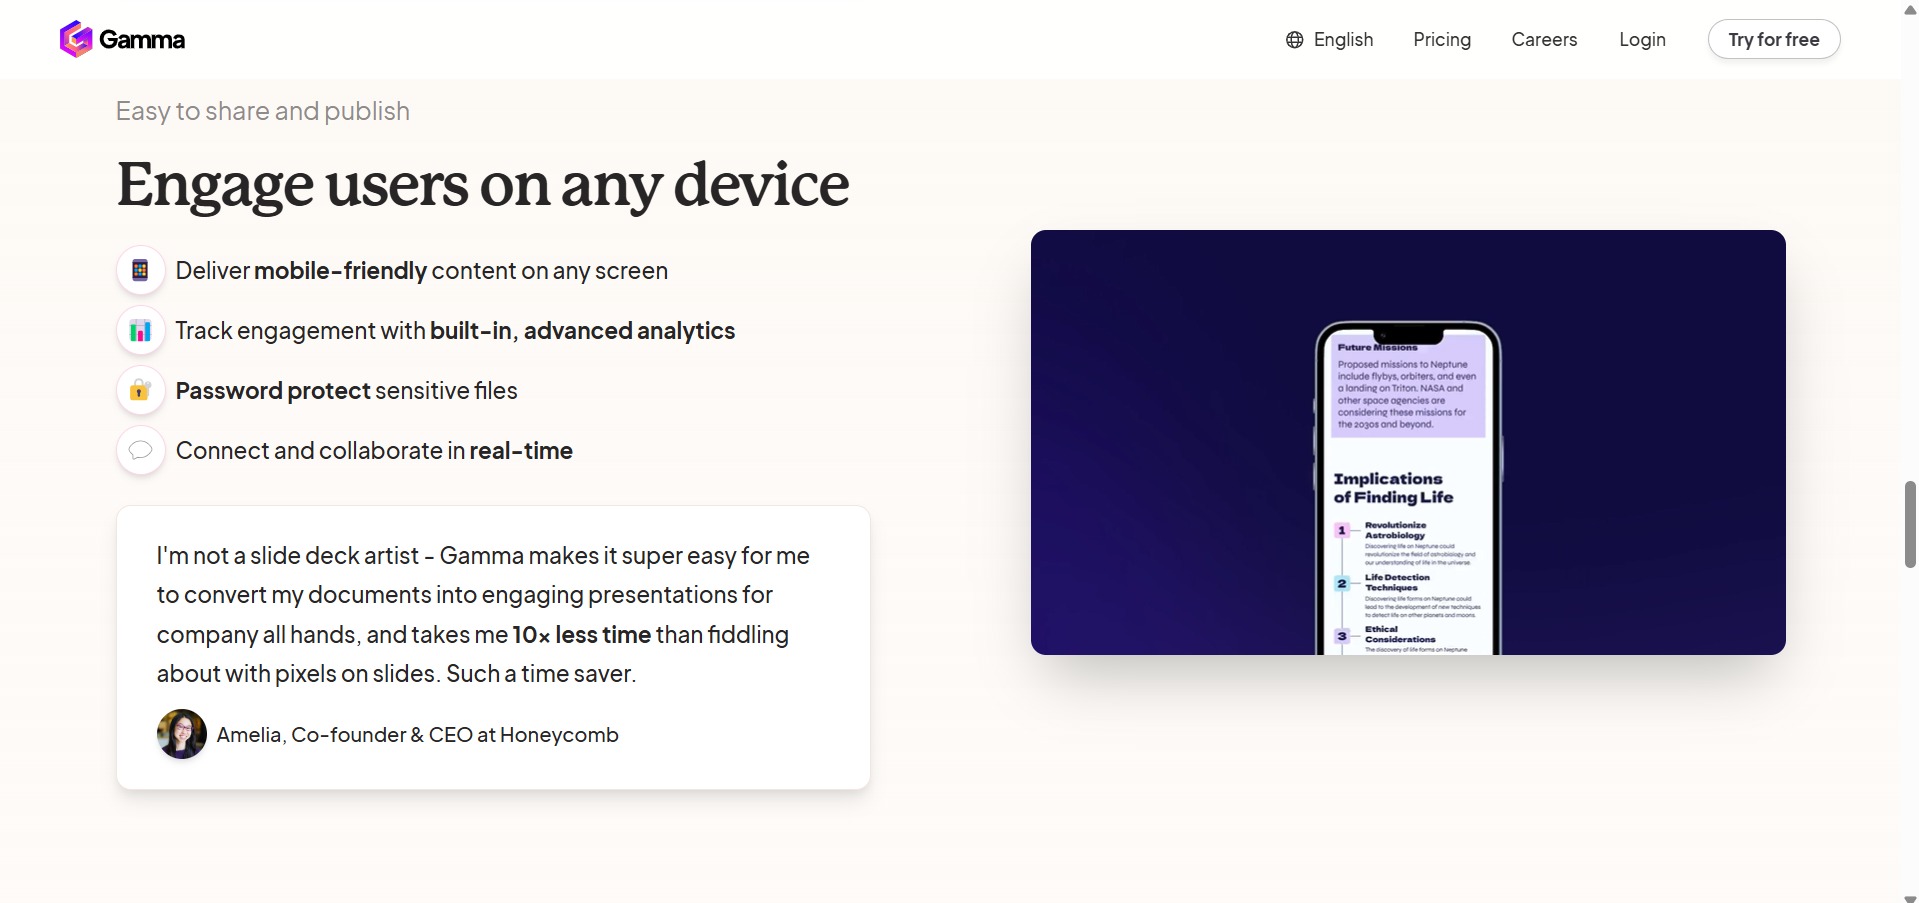 Gamma
English
Pricing
Careers
Login
Try for free
Easy to share and publish
Engage users on any device
Deliver mobile-friendly content on any screen
Track engagement with built-in, advanced analytics
Password protect sensitive files
Connect and collaborate in real-time
I'm not a slide deck artist - Gamma makes it super easy for me
to convert my documents into engaging presentations for
company all hands, and takes me 10x less time than fiddling
about with pixels on slides. Such a time saver.
Amelia, Co-founder & CEO at Honeycomb
Future Missions
Proposed missions to Neptune
include flybys, orbiters, and even
a landing on Triton. NASA and
other space agencies are
considering these missions for
the 2030s and beyond.
Implications
of Finding Life
1
Revolutionize
Astrobiology
Discovering life on Neptune could
revolutionize the field of astrobiology and
our understanding of life in the universe.
2
Life Detection
Techniques
Discovering life forms on Neptune could
lead to the development of new techniques
to detect life on other planets and moons.
3
Ethical
Considerations
The discovery of life forms on Neptune